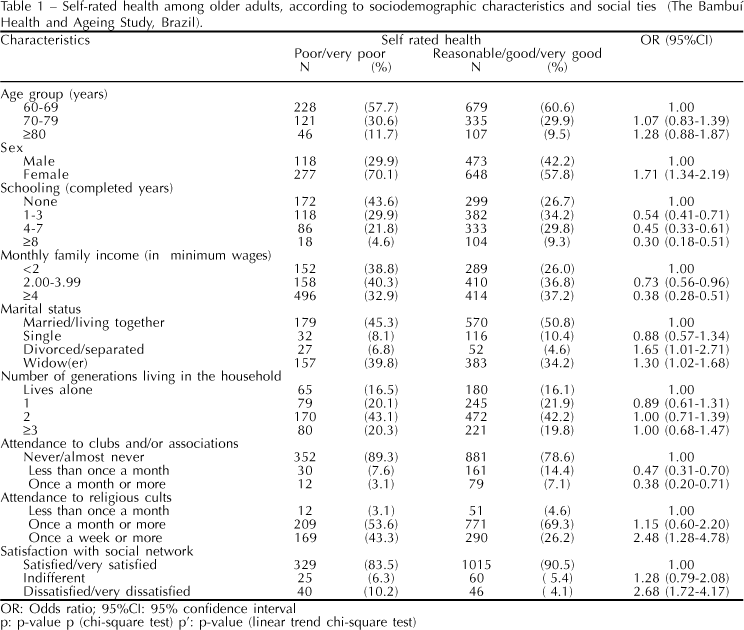 Table 1 – Self-rated health among older adults, according to sociodemographic characteristics and social ties (The Bambuí
Health and Ageing Study, Brazil).
Characteristics Self rated health OR (95%CI)
Poor/very poor Reasonable/good/very good
N (%) N (%)
Age group (years)
60-69 228 (57.7) 679 (60.6) 1.00
70-79 121 (30.6) 335 (29.9) 1.07 (0.83-1.39)
≥80 46 (11.7) 107 (9.5) 1.28 (0.88-1.87)
Sex
Male 118 (29.9) 473 (42.2) 1.00
Female 277 (70.1) 648 (57.8) 1.71 (1.34-2.19)
Schooling (completed years)
None 172 (43.6) 299 (26.7) 1.00
1-3 118 (29.9) 382 (34.2) 0.54 (0.41-0.71)
4-7 86 (21.8) 333 (29.8) 0.45 (0.33-0.61)
≥8 18 (4.6) 104 (9.3) 0.30 (0.18-0.51)
Monthly family income (in minimum wages)
<2 152 (38.8) 289 (26.0) 1.00
2.00-3.99 158 (40.3) 410 (36.8) 0.73 (0.56-0.96)
≥4 496 (32.9) 414 (37.2) 0.38 (0.28-0.51)
Marital status
Married/living together 179 (45.3) 570 (50.8) 1.00
Single 32 (8.1) 116 (10.4) 0.88 (0.57-1.34)
Divorced/separated 27 (6.8) 52 (4.6) 1.65 (1.01-2.71)
Widow(er) 157 (39.8) 383 (34.2) 1.30 (1.02-1.68)
Number of generations living in the household
Lives alone 65 (16.5) 180 (16.1) 1.00
1 79 (20.1) 245 (21.9) 0.89 (0.61-1.31)
2 170 (43.1) 472 (42.2) 1.00 (0.71-1.39)
≥3 80 (20.3) 221 (19.8) 1.00 (0.68-1.47)
Attendance to clubs and/or associations
Never/almost never 352 (89.3) 881 (78.6) 1.00
Less than once a month 30 (7.6) 161 (14.4) 0.47 (0.31-0.70)
Once a month or more 12 (3.1) 79 (7.1) 0.38 (0.20-0.71)
Attendance to religious cults
Less than once a month 12 (3.1) 51 (4.6) 1.00
Once a month or more 209 (53.6) 771 (69.3) 1.15 (0.60-2.20)
Once a week or more 169 (43.3) 290 (26.2) 2.48 (1.28-4.78)
Satisfaction with social network
Satisfied/very satisfied 329 (83.5) 1015 (90.5) 1.00
Indifferent 25 (6.3) 60 ( 5.4) 1.28 (0.79-2.08)
Dissatisfied/very dissatisfied 40 (10.2) 46 ( 4.1) 2.68 (1.72-4.17)
OR: Odds ratio; 95%CI: 95% confidence interval
p: p-value p (chi-square test) p’: p-value (linear trend chi-square test)